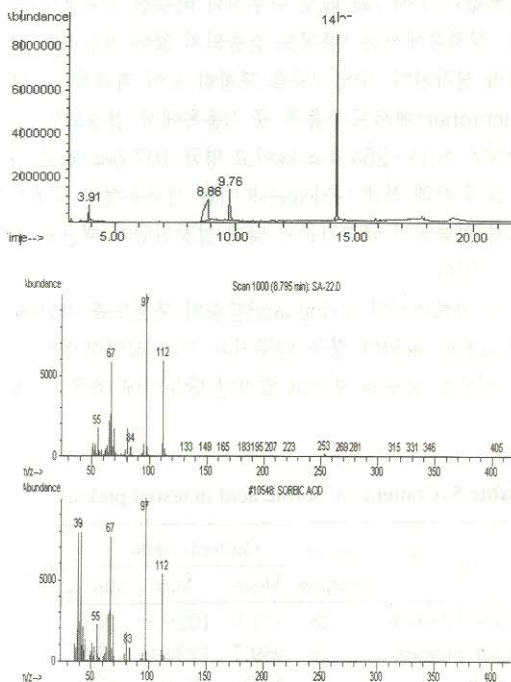 Abundance
14
8000000
6000000
4000000
2000000
3.91
8.86
9.76
Time-->
5.00
10.00
15.00
20.00
Abundance
Scan 1000 (8.795 min): SA-22.D
97
5000
67
112
55
84
133 149 165 183 195 207 223 253 269 281 315 331 346 405
0
m/z-->
50 100 150 200 250 300 350 400
Abundance
#10548: SORBIC ACID
97
39
67
5000
112
55
83
0
m/z-->
50 100 150 200 250 300 350 400